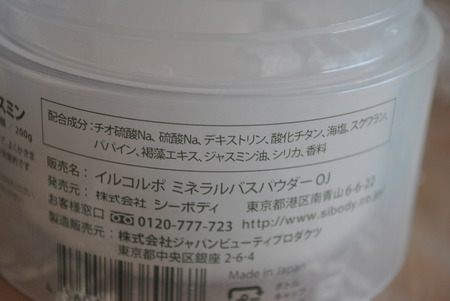 スミン
/200g
配合成分：チオ硫酸Na、硫酸Na、デキストリン、酸化チタン、海塩、スクワラン、
パパイン、褐藻エキス、ジャスミン油、シリカ、香料
販売名：イルコルポ ミネラルバスパウダー OJ
発売元：株式会社 シーボディ 東京都港区南青山6-6-22
お客様窓口 0120-777-723 http://www.sibody.co.j
製造販売元：株式会社ジャパンビューティプロダクツ
東京都中央区銀座2-6-4
Made in Japan
ボトル